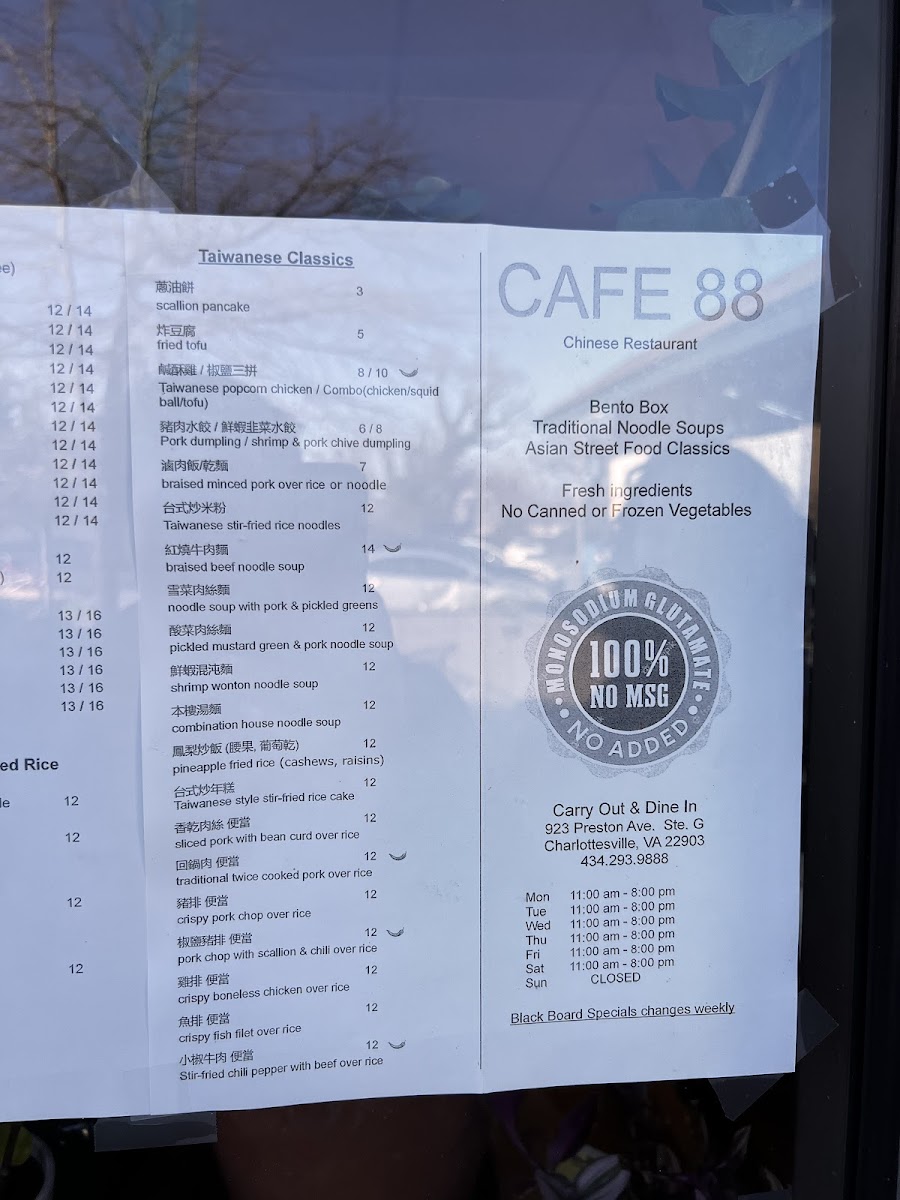 ee)
12 / 14
12 / 14
12 / 14
12 / 14
12 / 14
12 / 14
12 / 14
12 / 14
12 / 14
12 / 14
12 / 14
12 / 14
12
) 12
13 / 16
13 / 16
13 / 16
13 / 16
13 / 16
13 / 16
ed Rice
le 12
12
12
12
Taiwanese Classics
蔥油餅 3
scallion pancake
炸豆腐 5
fried tofu
鹹酥雞 / 椒鹽三拼 8 / 10
Taiwanese popcorn chicken / Combo(chicken/squid
ball/tofu)
豬肉水餃 / 鮮蝦韭菜水餃 6 / 8
Pork dumpling / shrimp & pork chive dumpling
滷肉飯/乾麵 7
braised minced pork over rice or noodle
台式炒米粉 12
Taiwanese stir-fried rice noodles
紅燒牛肉麵 14
braised beef noodle soup
雪菜肉絲麵 12
noodle soup with pork & pickled greens
酸菜肉絲麵 12
pickled mustard green & pork noodle soup
鮮蝦混沌麵 12
shrimp wonton noodle soup
本樓湯麵 12
combination house noodle soup
鳳梨炒飯 (腰果, 葡萄乾) 12
pineapple fried rice (cashews, raisins)
台式炒年糕 12
Taiwanese style stir-fried rice cake
香乾肉絲 便當 12
sliced pork with bean curd over rice
回鍋肉 便當 12
traditional twice cooked pork over rice
豬排 便當 12
crispy pork chop over rice
椒鹽豬排 便當 12
pork chop with scallion & chili over rice
雞排 便當 12
crispy boneless chicken over rice
魚排 便當 12
crispy fish filet over rice
小椒牛肉 便當 12
Stir-fried chili pepper with beef over rice
CAFE 88
Chinese Restaurant
Bento Box
Traditional Noodle Soups
Asian Street Food Classics
Fresh ingredients
No Canned or Frozen Vegetables
MONOSODIUM GLUTAMATE
100%
NO MSG
NO ADDED
Carry Out & Dine In
923 Preston Ave. Ste. G
Charlottesville, VA 22903
434.293.9888
Mon 11:00 am - 8:00 pm
Tue 11:00 am - 8:00 pm
Wed 11:00 am - 8:00 pm
Thu 11:00 am - 8:00 pm
Fri 11:00 am - 8:00 pm
Sat 11:00 am - 8:00 pm
Sun CLOSED
Black Board Specials changes weekly